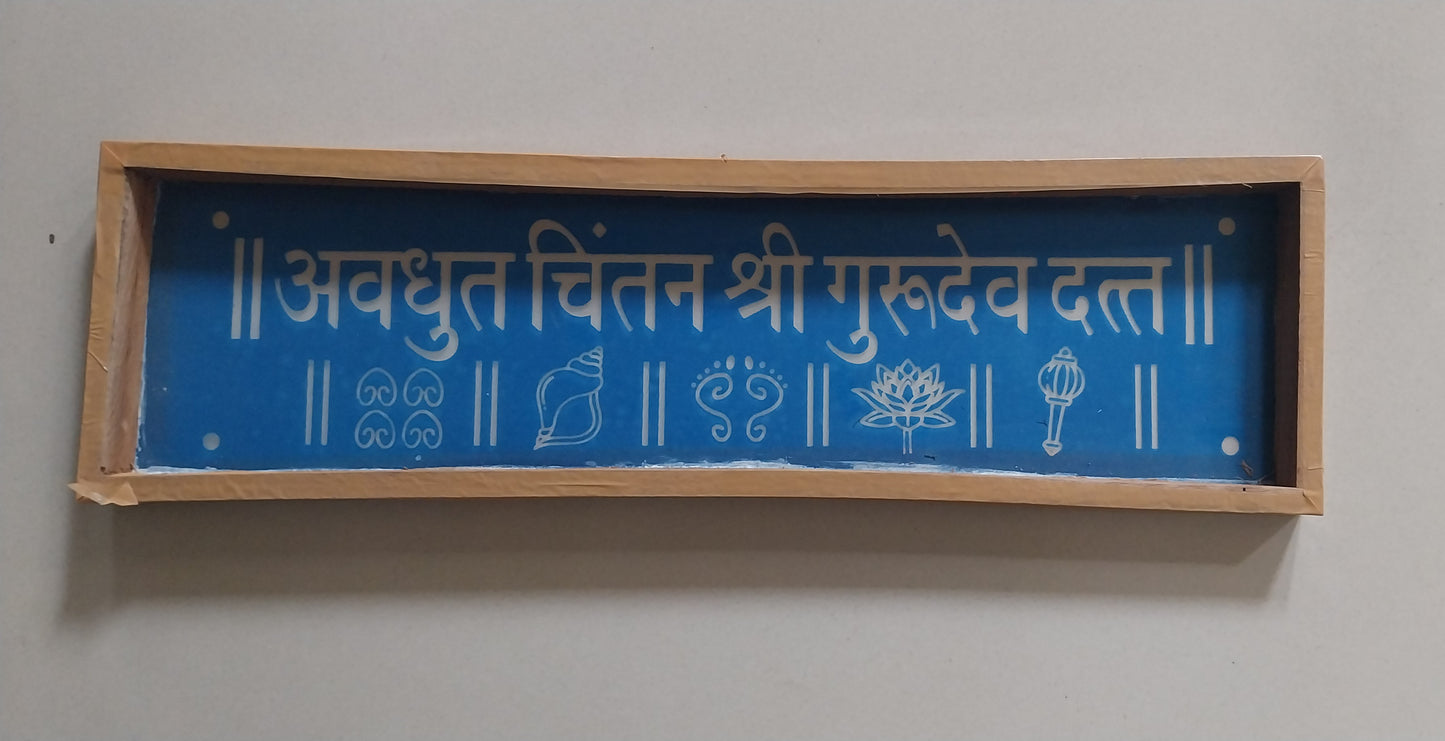 ॥अवधुत चिंतन श्री गुरूदेव दत्त॥